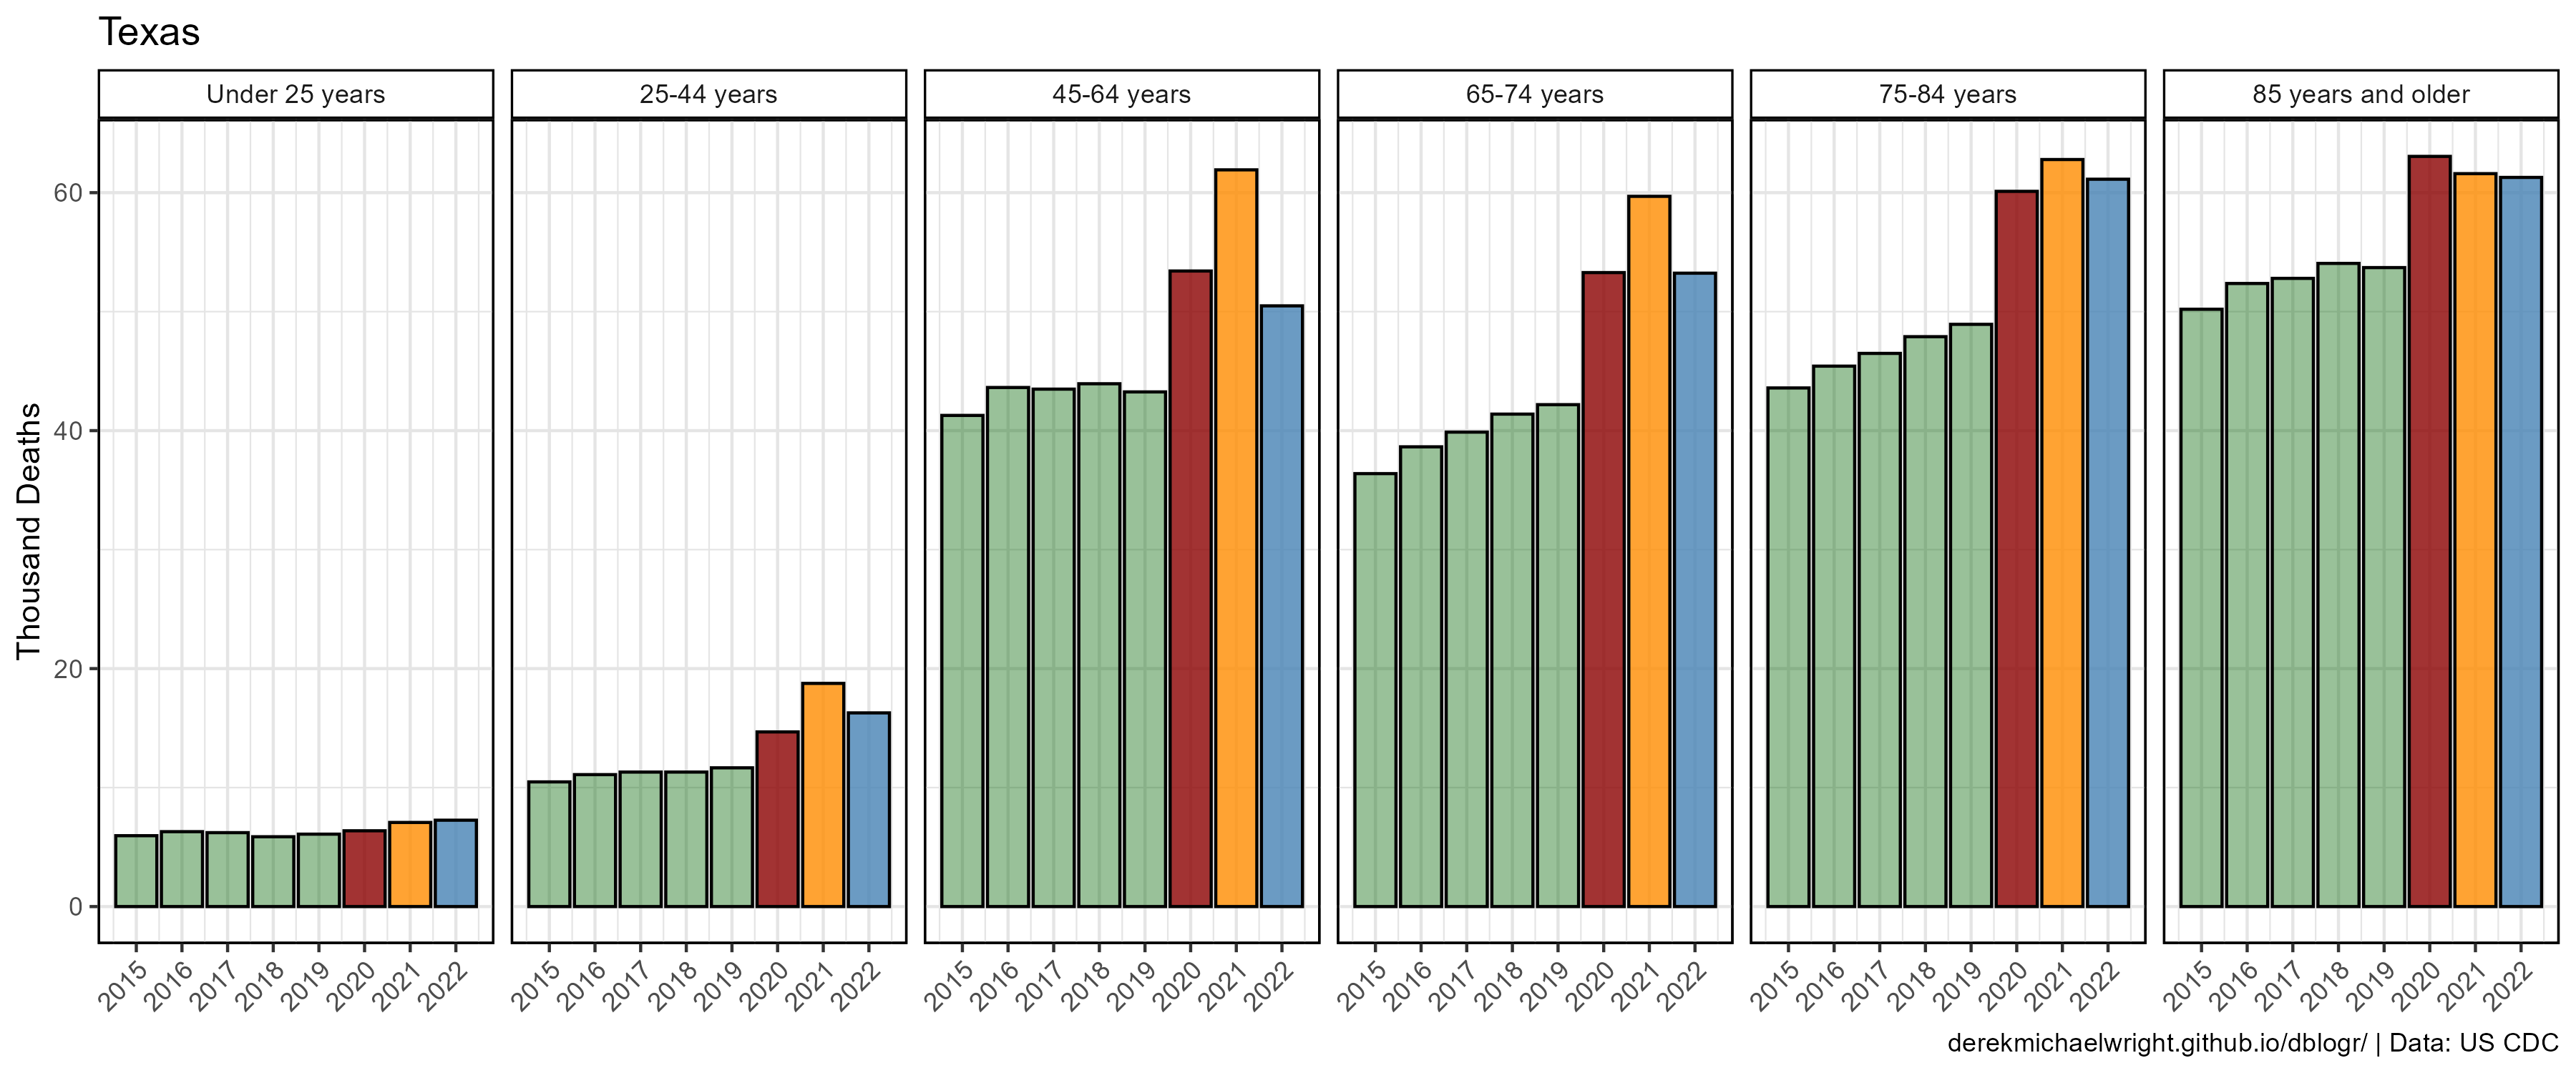 Texas
Under 25 years
25-44 years
45-64 years
65-74 years
75-84 years
85 years and older
Thousand Deaths
60
40
20
0
2015 2016 2017 2018 2019 2020 2021 2022
2015 2016 2017 2018 2019 2020 2021 2022
2015 2016 2017 2018 2019 2020 2021 2022
2015 2016 2017 2018 2019 2020 2021 2022
2015 2016 2017 2018 2019 2020 2021 2022
2015 2016 2017 2018 2019 2020 2021 2022
derekmichaelwright.github.io/dblogr/ | Data: US CDC